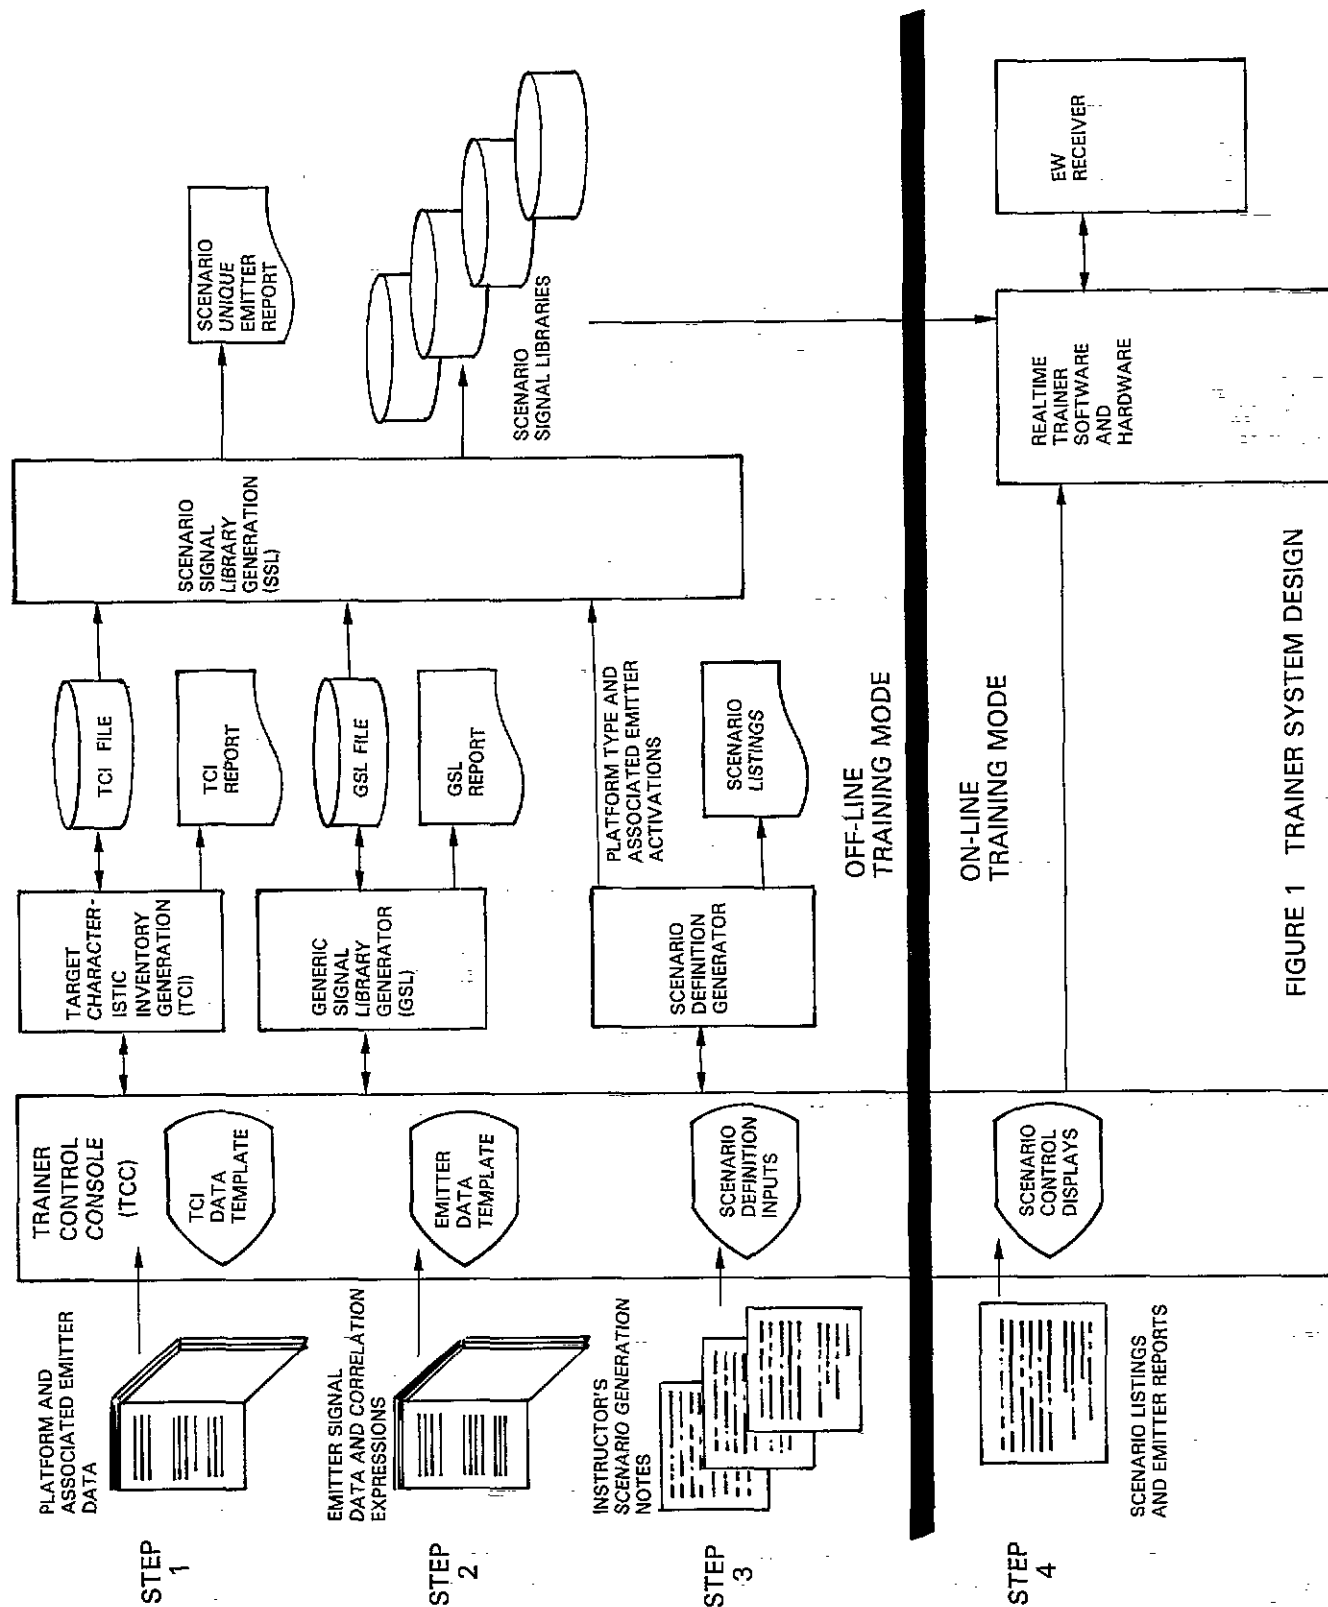 STEP
1
PLATFORM AND
ASSOCIATED EMITTER
DATA
TRAINER
CONTROL
CONSOLE
(TCC)
TCI
DATA
TEMPLATE
TARGET
CHARACTER-
ISTIC
INVENTORY
GENERATION
(TCI)
TCI FILE
TCI
REPORT
SCENARIO
SIGNAL
LIBRARY
GENERATION
(SSL)
SCENARIO
UNIQUE
EMITTER
REPORT
STEP
2
EMITTER SIGNAL
DATA AND CORRELATION
EXPRESSIONS
EMITTER
DATA
TEMPLATE
GENERIC
SIGNAL
LIBRARY
GENERATOR
(GSL)
GSL FILE
GSL
REPORT
SCENARIO
SIGNAL LIBRARIES
STEP
3
INSTRUCTOR'S
SCENARIO GENERATION
NOTES
SCENARIO
DEFINITION
INPUTS
SCENARIO
DEFINITION
GENERATOR
PLATFORM TYPE AND
ASSOCIATED EMITTER
ACTIVATIONS
SCENARIO
LISTINGS
OFF-LINE
TRAINING MODE
ON-LINE
TRAINING MODE
STEP
4
SCENARIO LISTINGS
AND EMITTER REPORTS
SCENARIO
CONTROL
DISPLAYS
REALTIME
TRAINER
SOFTWARE
AND
HARDWARE
EW
RECEIVER
FIGURE 1 TRAINER SYSTEM DESIGN